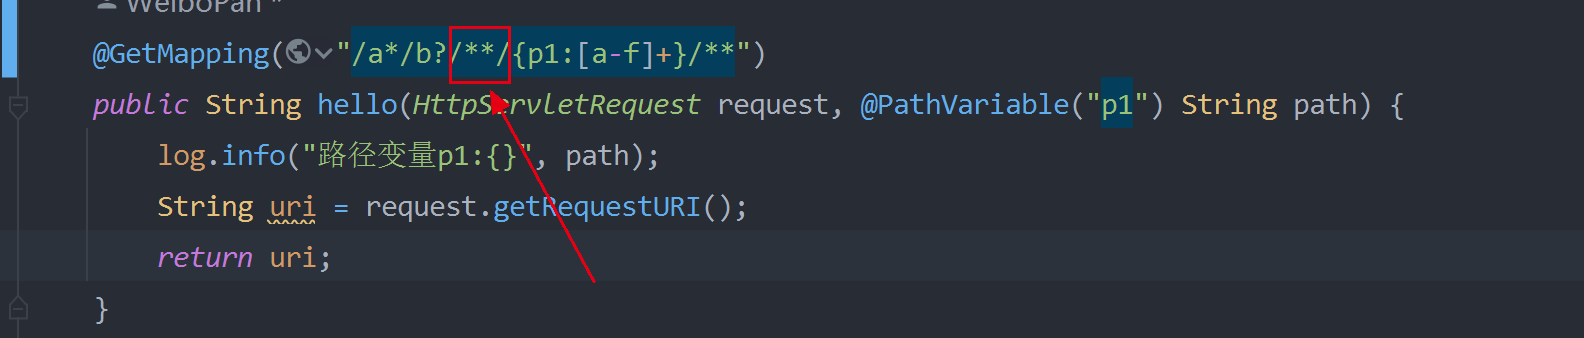 WeiboPan *
@GetMapping("/a*/b?/**/{p1:[a-f]+}/**")
public String hello(HttpServletRequest request, @PathVariable("p1") String path) {
log.info("路径变量p1:{}", path);
String uri = request.getRequestURI();
return uri;
}